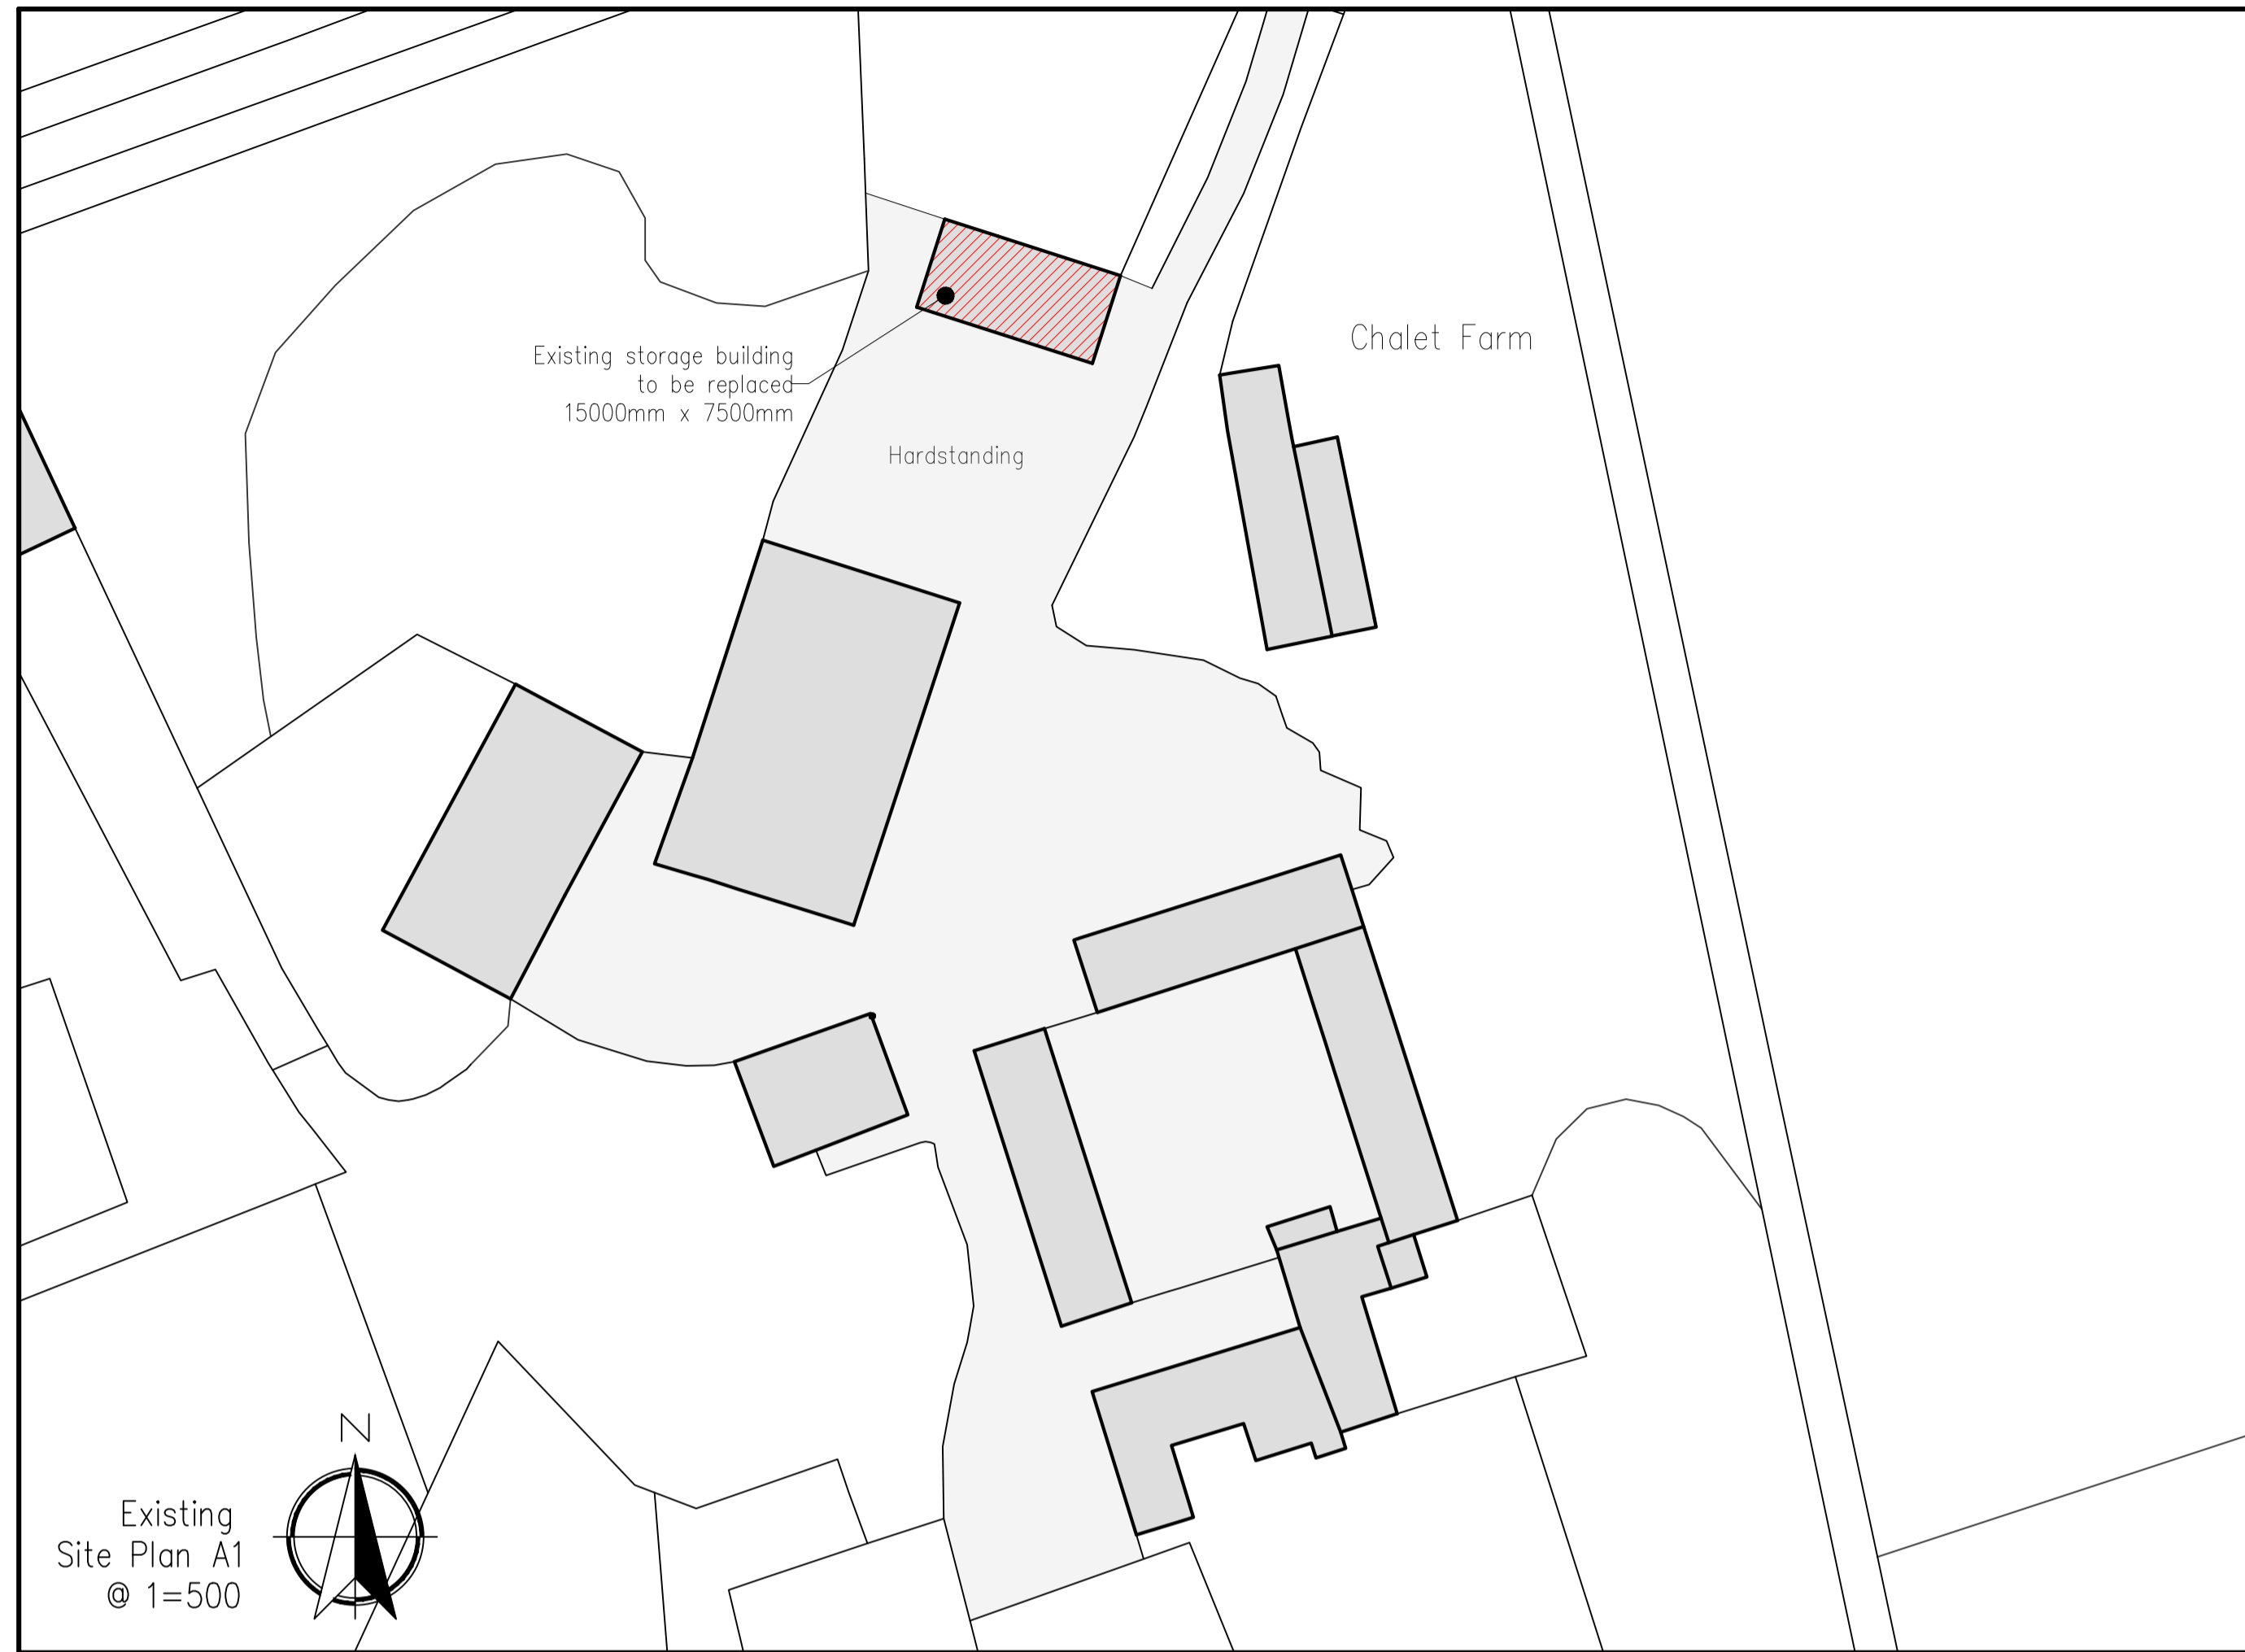 Chalet Farm
Existing storage building
to be replaced
15000mm x 7500mm
Hardstanding
N
Existing
Site Plan A1
@ 1=500